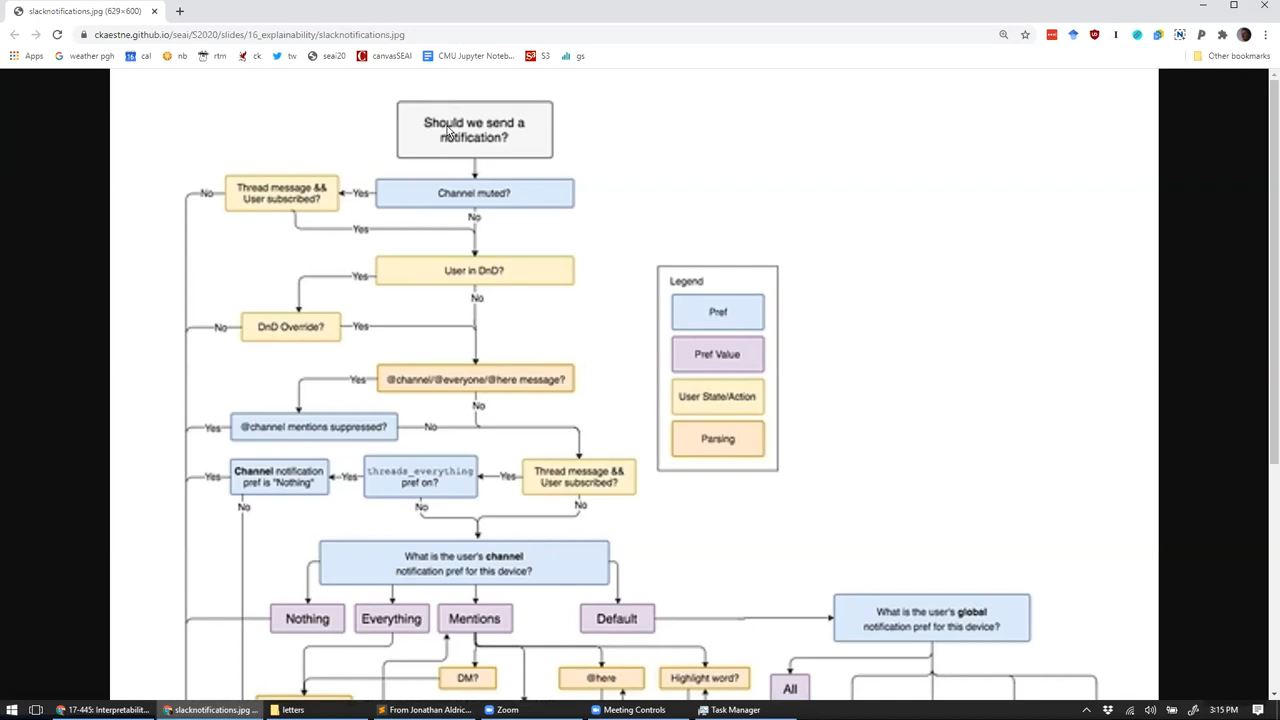 slacknotifications.jpg (629×600)
ckaestne.github.io/seai/S2020/slides/16_explainability/slacknotifications.jpg
Apps
weather pgh
cal
nb
rtm
ck
twitter
seai20
canvasSEAI
CMU Jupyter Noteb...
S3
gs
Other bookmarks
Should we send a
notification?
Thread message &&
User subscribed?
Channel muted?
No
Yes
No
Yes
User in DnD?
Yes
No
DnD Override?
No
Yes
@channel/@everyone/@here message?
Yes
No
@channel mentions suppressed?
Yes
No
Channel notification
pref is "Nothing"
threads_everything
pref on?
Thread message &&
User subscribed?
Yes
Yes
Yes
No
No
No
What is the user's channel
notification pref for this device?
Nothing
Everything
Mentions
Default
What is the user's global
notification pref for this device?
DM?
@here
Highlight word?
All
Legend
Pref
Pref Value
User State/Action
Parsing
17-445: Interpretabilit...
slacknotifications.jp...
letters
From Jonathan Aldric...
Zoom
Meeting Controls
Task Manager
3:15 PM